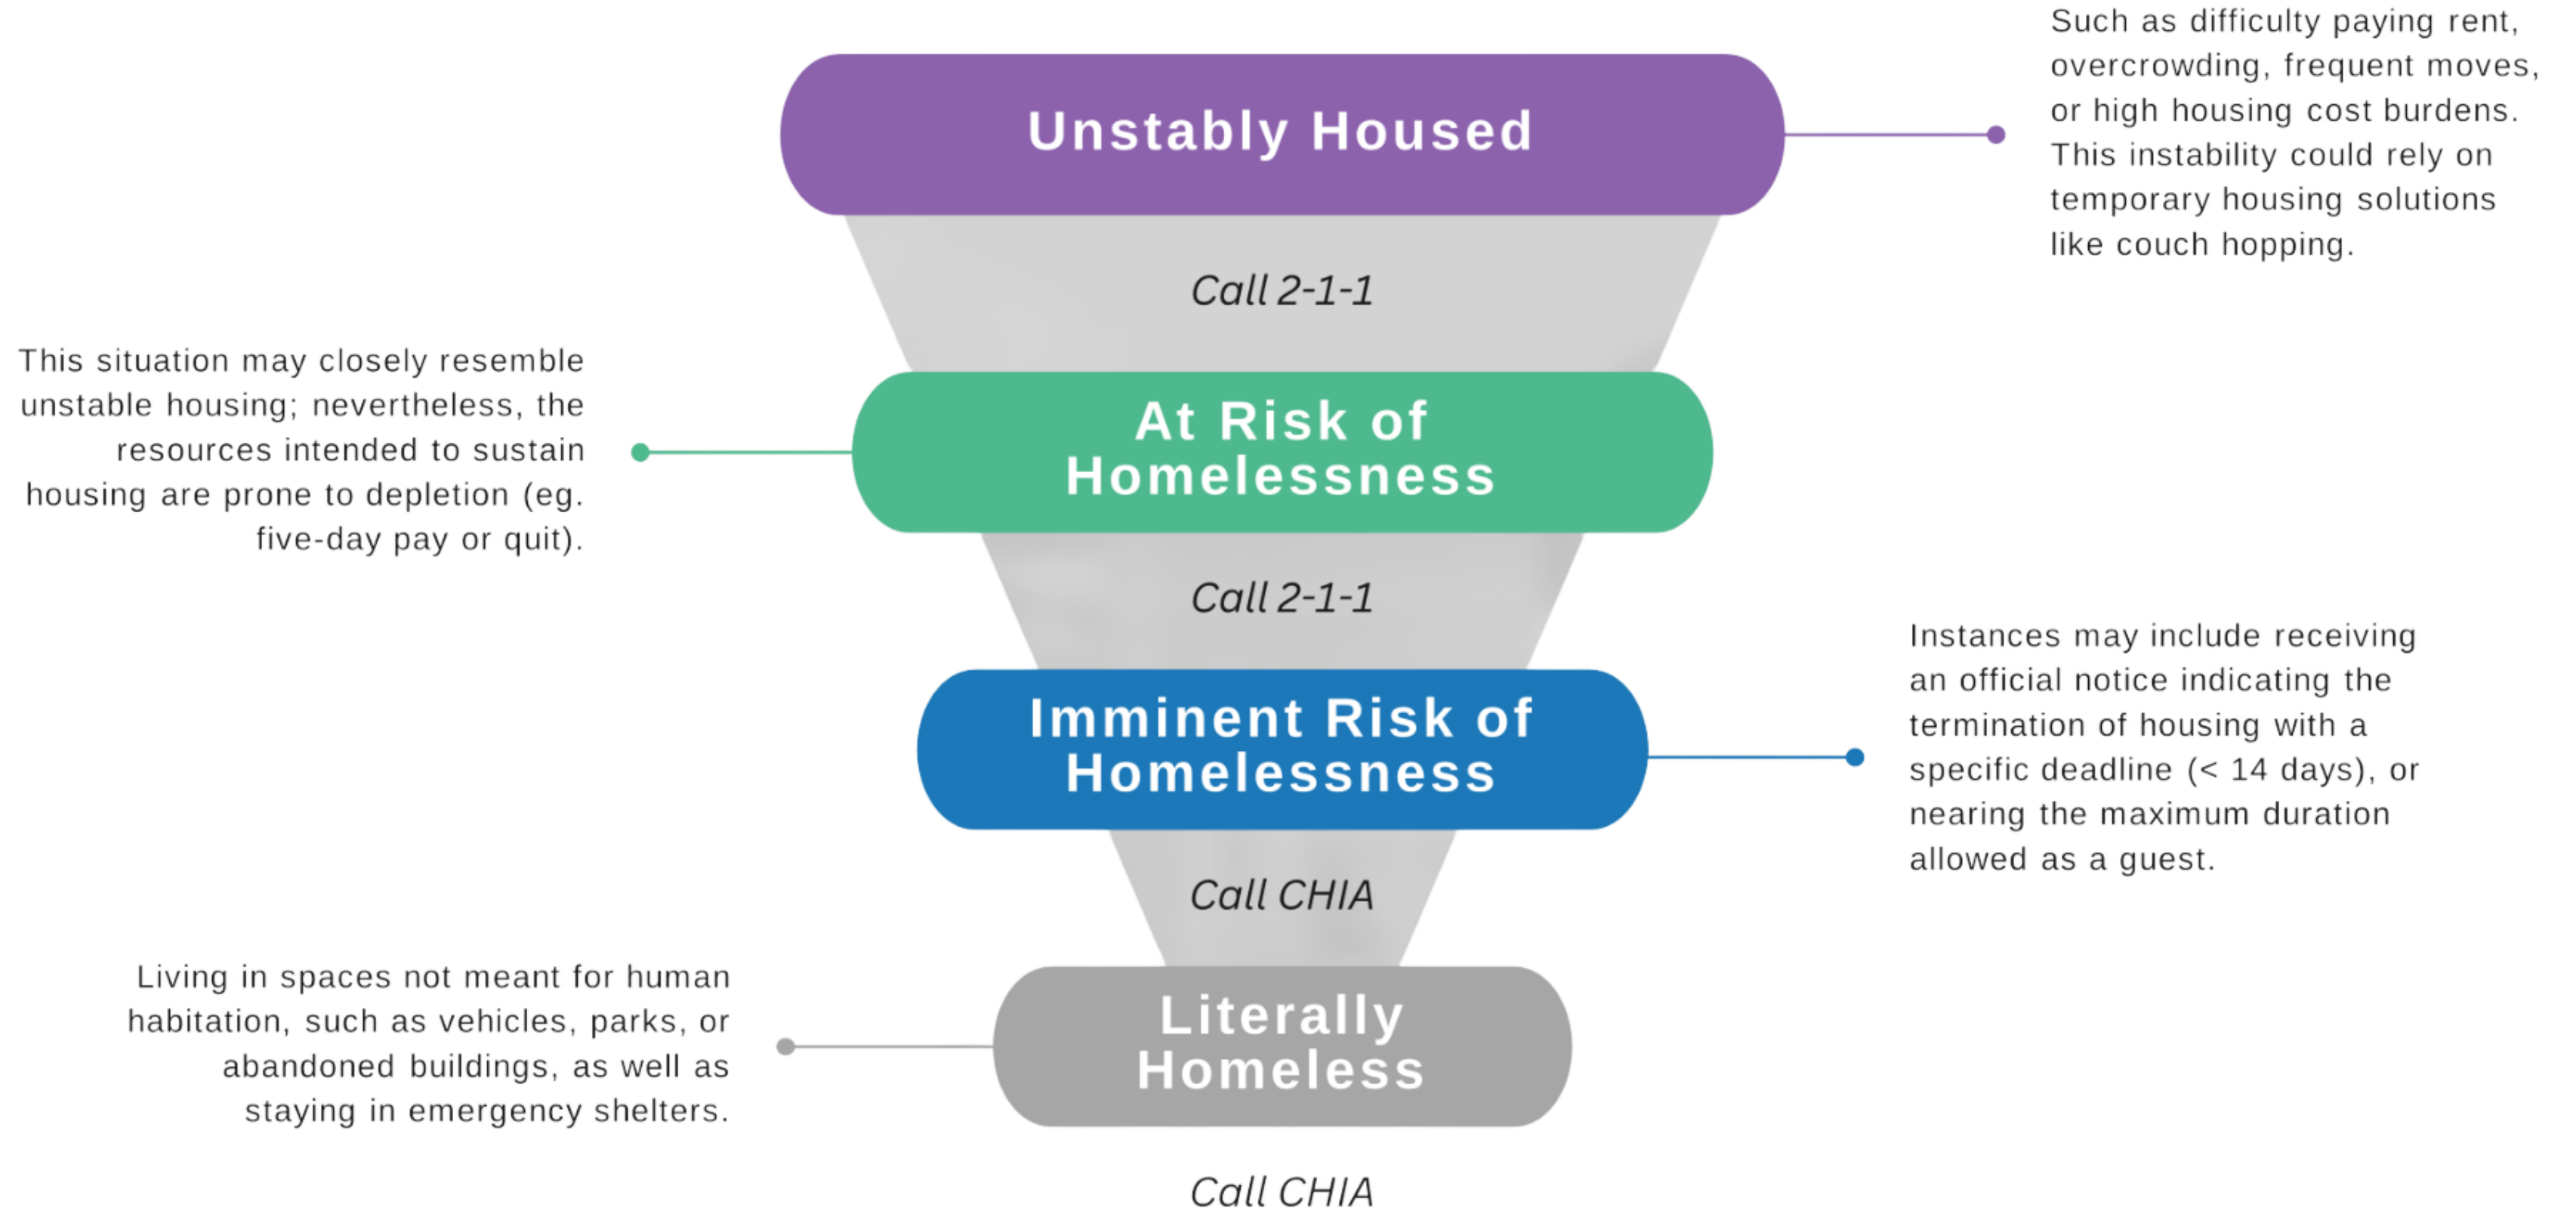 Such as difficulty paying rent,
overcrowding, frequent moves,
or high housing cost burdens.
This instability could rely on
temporary housing solutions
like couch hopping.
Unstably Housed
Call 2-1-1
This situation may closely resemble
unstable housing; nevertheless, the
resources intended to sustain
housing are prone to depletion (eg.
five-day pay or quit).
At Risk of
Homelessness
Call 2-1-1
Imminent Risk of
Homelessness
Instances may include receiving
an official notice indicating the
termination of housing with a
specific deadline (< 14 days), or
nearing the maximum duration
allowed as a guest.
Call CHIA
Living in spaces not meant for human
habitation, such as vehicles, parks, or
abandoned buildings, as well as
staying in emergency shelters.
Literally
Homeless
Call CHIA